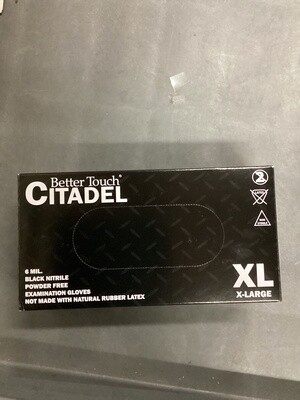 Better Touch®
CITADEL
2
6 MIL.
BLACK NITRILE
POWDER FREE
EXAMINATION GLOVES
NOT MADE WITH NATURAL RUBBER LATEX
XL
X-LARGE